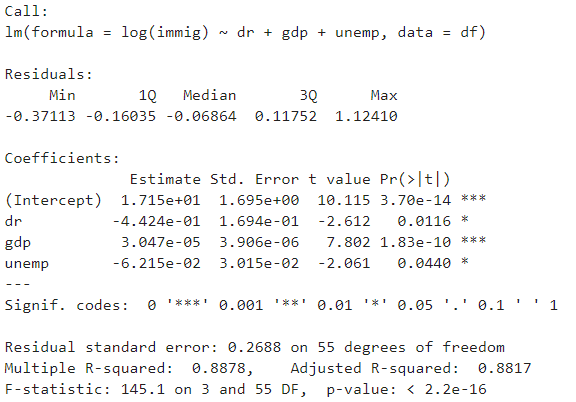 Call:
lm(formula = log(immig) ~ dr + gdp + unemp, data = df)

Residuals:
     Min       1Q   Median       3Q      Max
-0.37113 -0.16035 -0.06864  0.11752  1.12410

Coefficients:
              Estimate Std. Error t value Pr(>|t|)
(Intercept)  1.715e+01  1.695e+00  10.115 3.70e-14 ***
dr          -4.424e-01  1.694e-01  -2.612   0.0116 *
gdp          3.047e-05  3.906e-06   7.802 1.83e-10 ***
unemp       -6.215e-02  3.015e-02  -2.061   0.0440 *
---
Signif. codes:  0 '***' 0.001 '**' 0.01 '*' 0.05 '.' 0.1 ' ' 1

Residual standard error: 0.2688 on 55 degrees of freedom
Multiple R-squared:  0.8878,    Adjusted R-squared:  0.8817
F-statistic: 145.1 on 3 and 55 DF,  p-value: < 2.2e-16